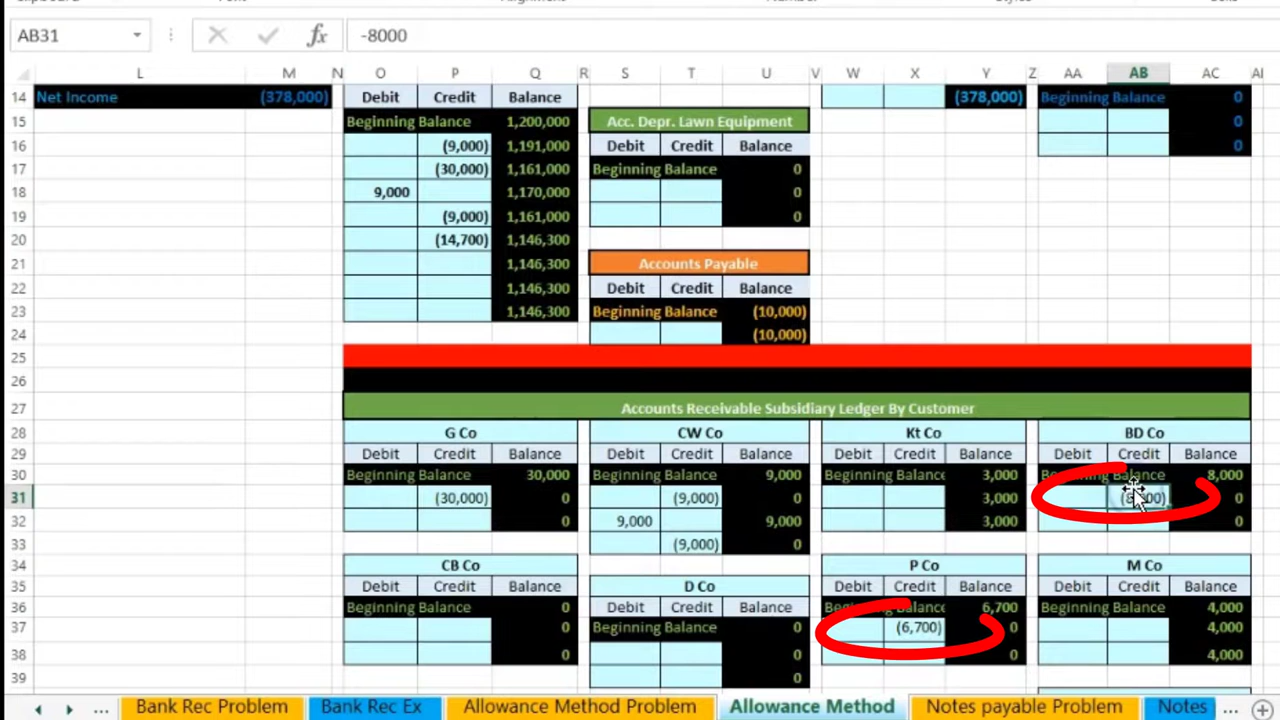 AB31 fx -8000
L M N O P Q R S T U V W X Y Z AA AB AC
14 Net Income (378,000) Debit Credit Balance (378,000) Beginning Balance 0
15 Beginning Balance 1,200,000 Acc. Depr. Lawn Equipment 0
16 (9,000) 1,191,000 Debit Credit Balance 0
17 (30,000) 1,161,000 Beginning Balance 0
18 9,000 1,170,000 0
19 (9,000) 1,161,000 0
20 (14,700) 1,146,300
21 1,146,300 Accounts Payable
22 1,146,300 Debit Credit Balance
23 1,146,300 Beginning Balance (10,000)
24 (10,000)
25
26
27 Accounts Receivable Subsidiary Ledger By Customer
28 G Co CW Co Kt Co BD Co
29 Debit Credit Balance Debit Credit Balance Debit Credit Balance Debit Credit Balance
30 Beginning Balance 30,000 Beginning Balance 9,000 Beginning Balance 3,000 Beginning Balance 8,000
31 (30,000) 0 (9,000) 0 3,000 0
32 0 9,000 9,000 3,000 0
33 (9,000) 0
34 CB Co P Co M Co
35 Debit Credit Balance D Co Debit Credit Balance Debit Credit Balance
36 Beginning Balance 0 Debit Credit Balance Beginning Balance 6,700 Beginning Balance 4,000
37 0 Beginning Balance 0 (6,700) 0 4,000
38 0 0 0 4,000
39 0
... Bank Rec Problem Bank Rec Ex Allowance Method Problem Allowance Method Notes payable Problem Notes ...